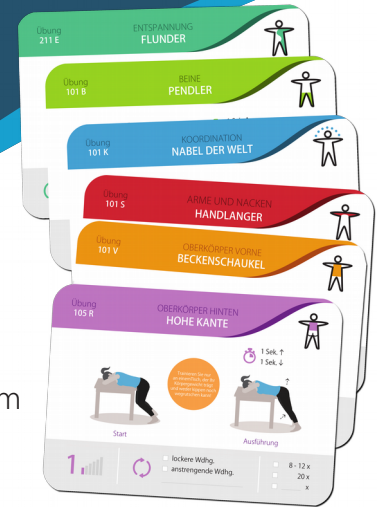 Übung
211 E
ENTSPANNUNG
FLUNDER
Übung
101 B
BEINE
PENDLER
Übung
101 K
KOORDINATION
NABEL DER WELT
Übung
101 S
ARME UND NACKEN
HANDLANGER
Übung
101 V
OBERKÖRPER VORNE
BECKENSCHAUKEL
Übung
105 R
OBERKÖRPER HINTEN
HOHE KANTE
1 Sek. ↑
1 Sek. ↓
Start
Ausführung
1
lockere Wdhg.
anstrengende Wdhg.
8 - 12 x
20 x
x
m